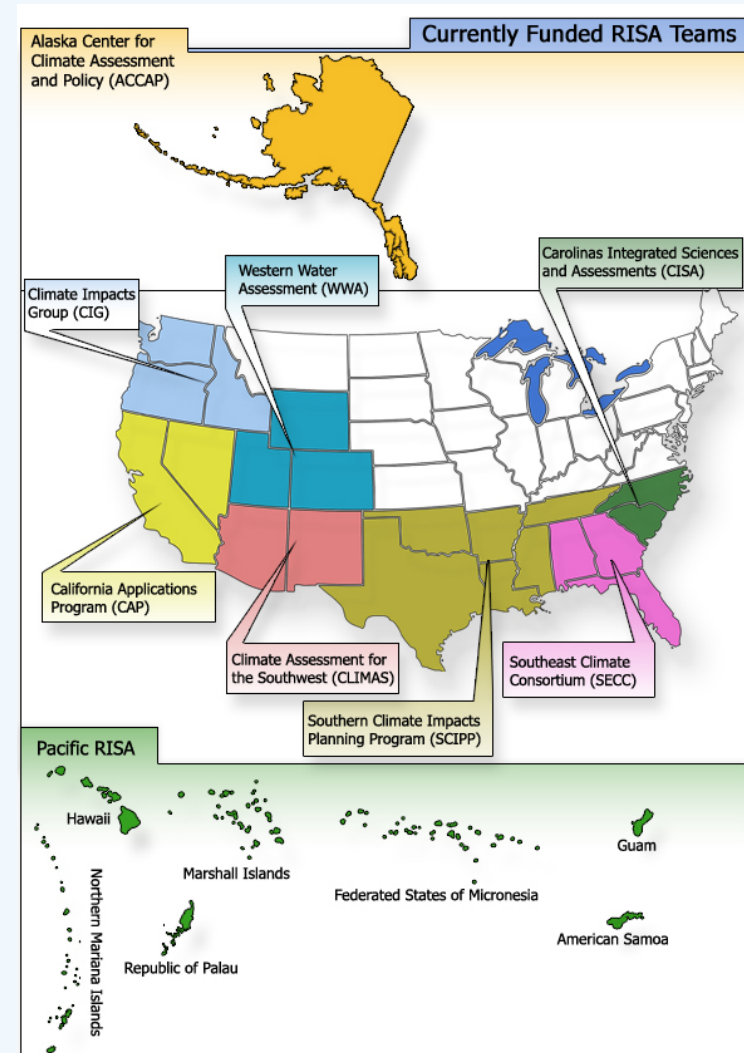 Currently Funded RISA Teams
Alaska Center for
Climate Assessment
and Policy (ACCAP)
Carolinas Integrated Sciences
and Assessments (CISA)
Western Water
Assessment (WWA)
Climate Impacts
Group (CIG)
California Applications
Program (CAP)
Climate Assessment for
the Southwest (CLIMAS)
Southeast Climate
Consortium (SECC)
Southern Climate Impacts
Planning Program (SCIPP)
Pacific RISA
Hawaii
Marshall Islands
Federated States of Micronesia
Guam
Northern Mariana Islands
Republic of Palau
American Samoa